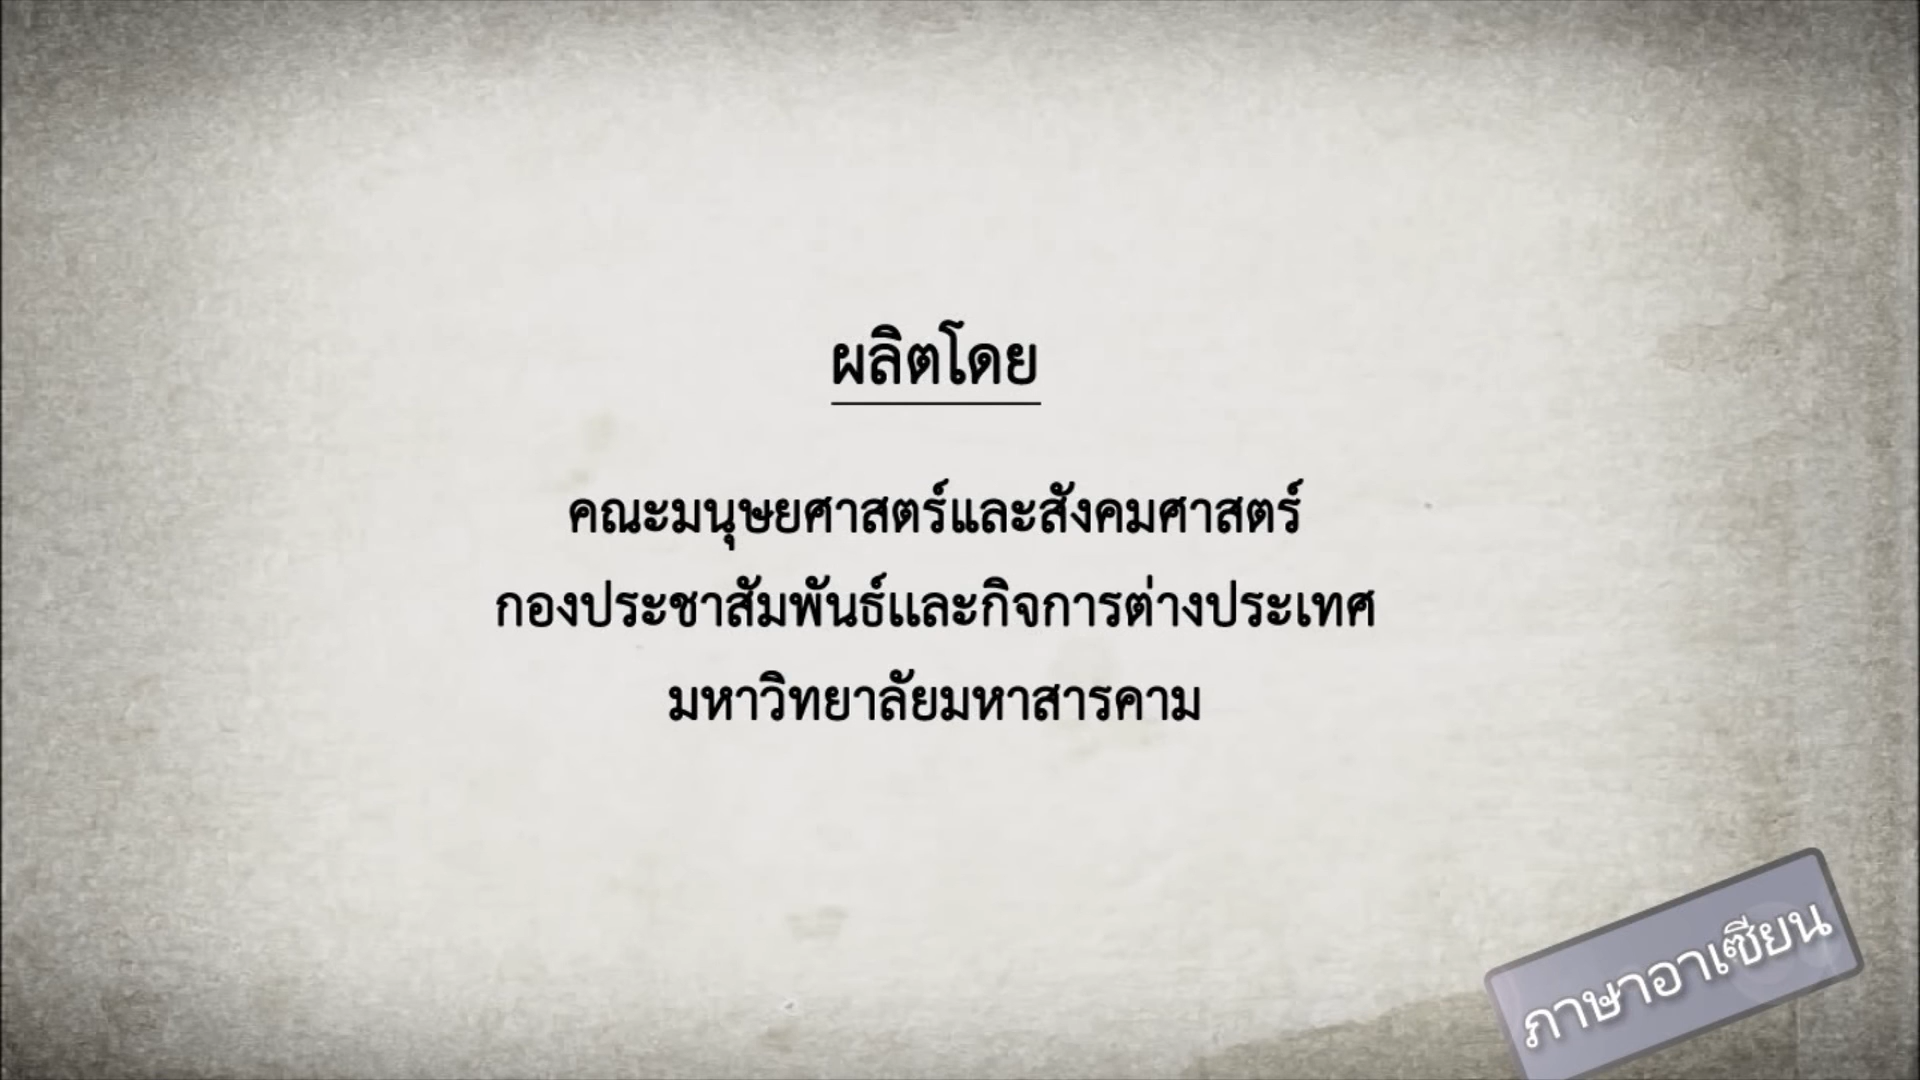 ผลิตโดย
คณะมนุษยศาสตร์และสังคมศาสตร์
กองประชาสัมพันธ์และกิจการต่างประเทศ
มหาวิทยาลัยมหาสารคาม
ภาษาอาเซียน